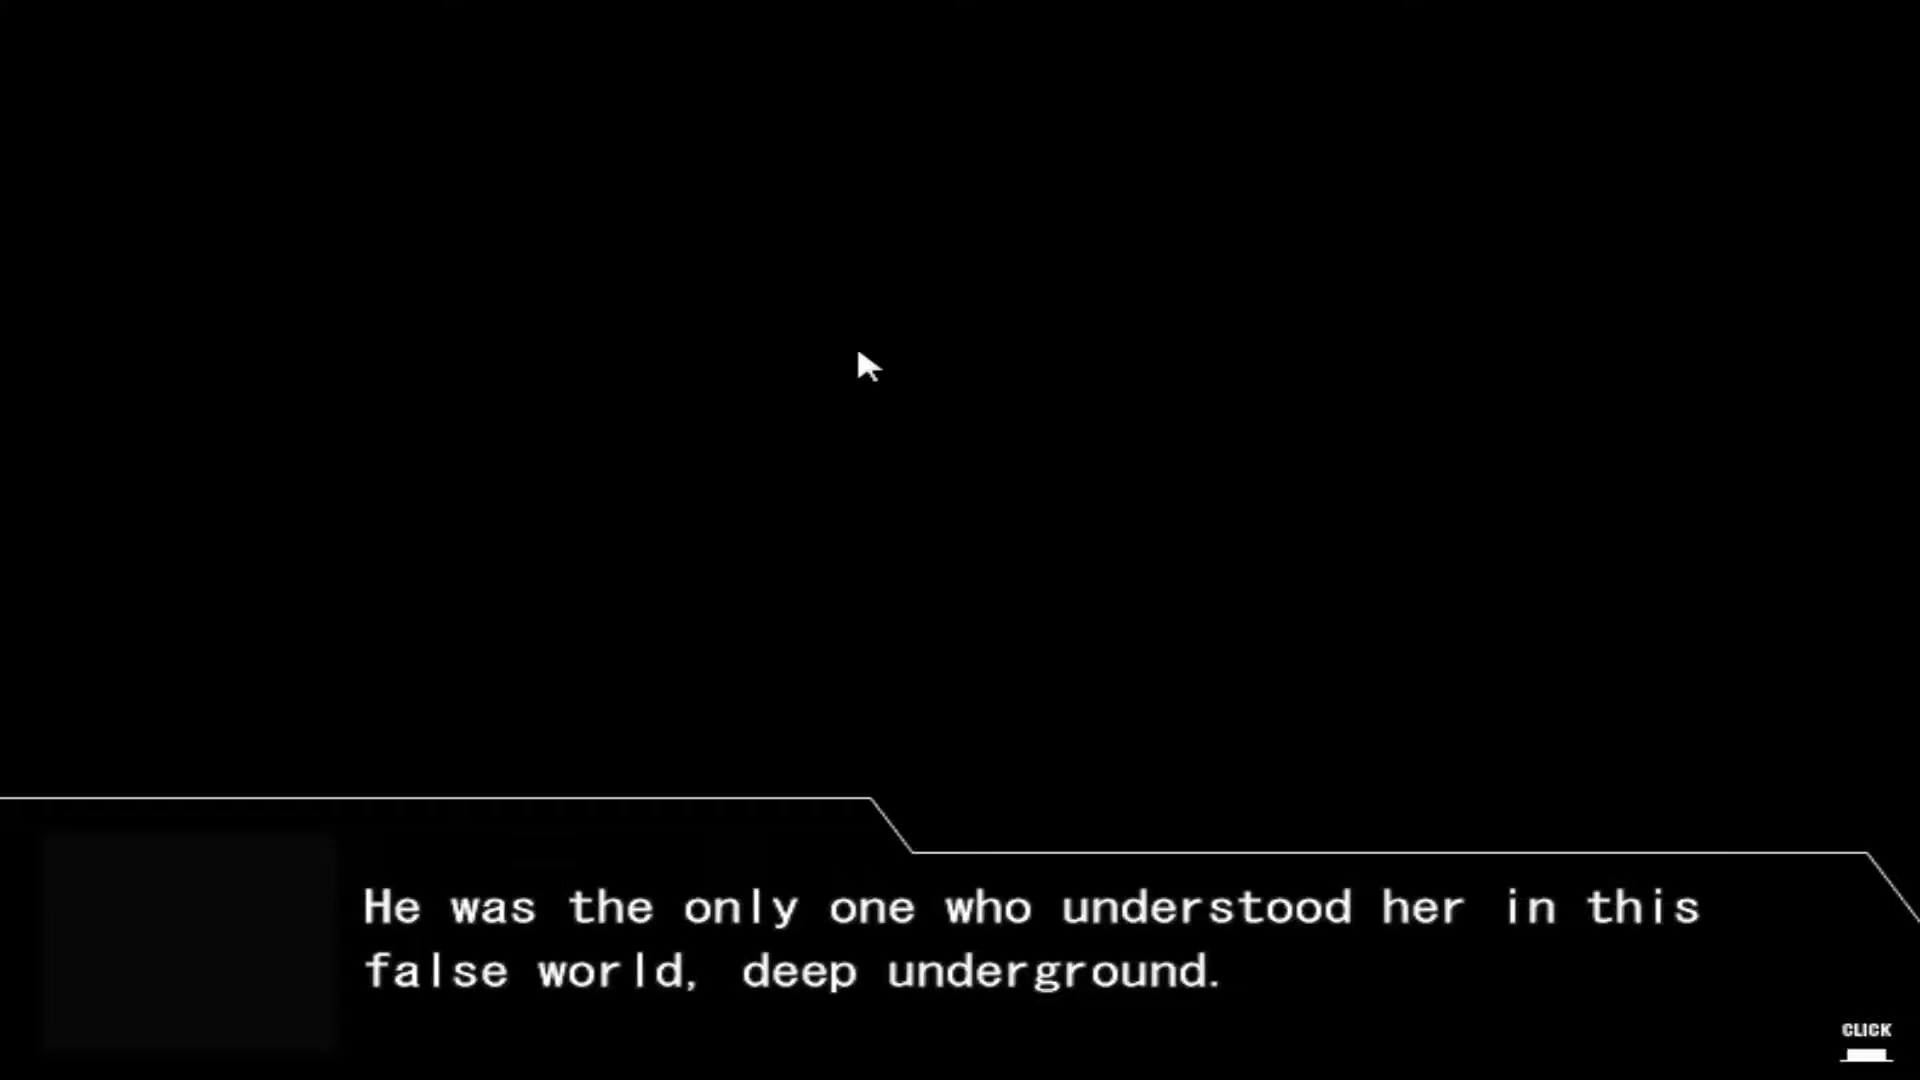 He was the only one who understood her in this
false world, deep underground.
CLICK